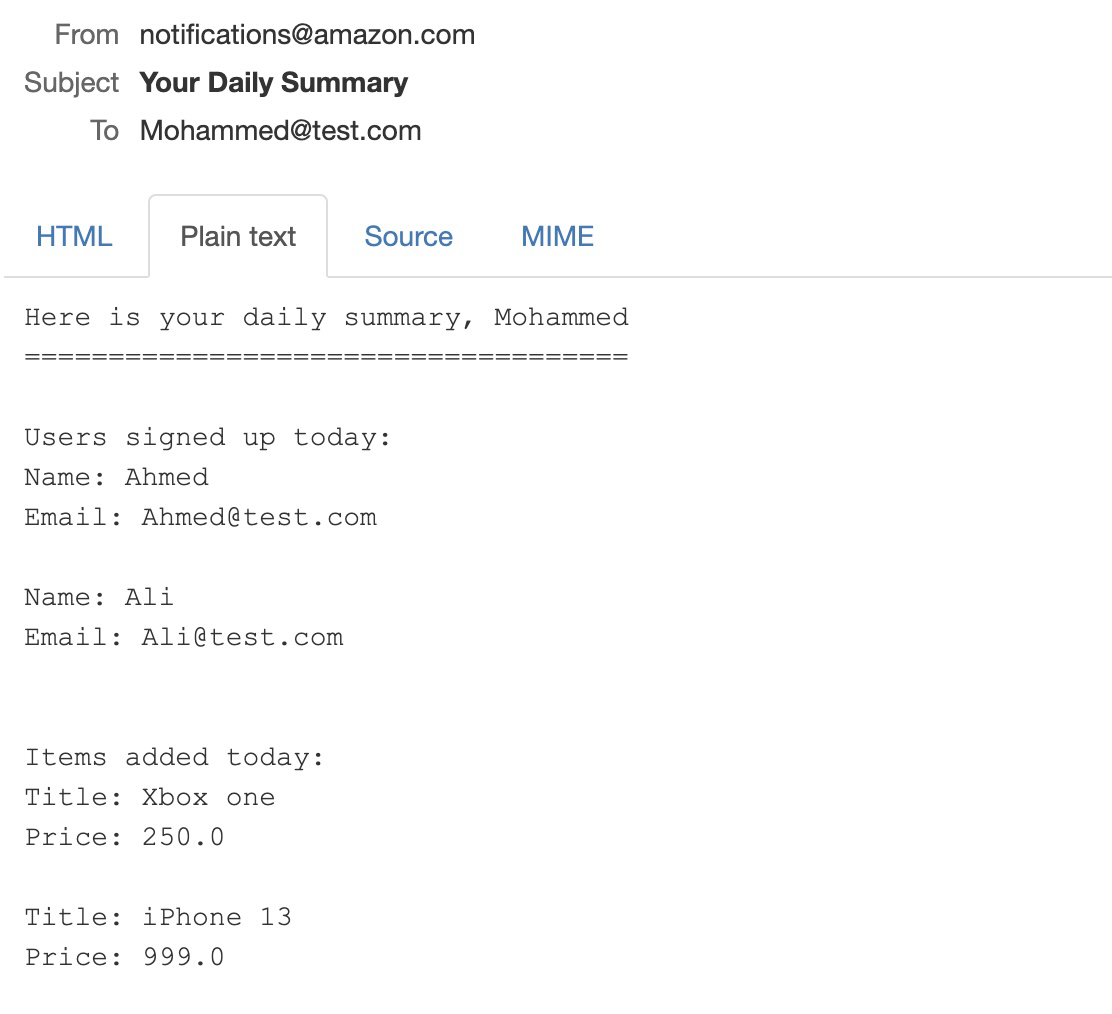 From notifications@amazon.com
Subject Your Daily Summary
To Mohammed@test.com
HTML Plain text Source MIME
Here is your daily summary, Mohammed
====================================
Users signed up today:
Name: Ahmed
Email: Ahmed@test.com
Name: Ali
Email: Ali@test.com
Items added today:
Title: Xbox one
Price: 250.0
Title: iPhone 13
Price: 999.0